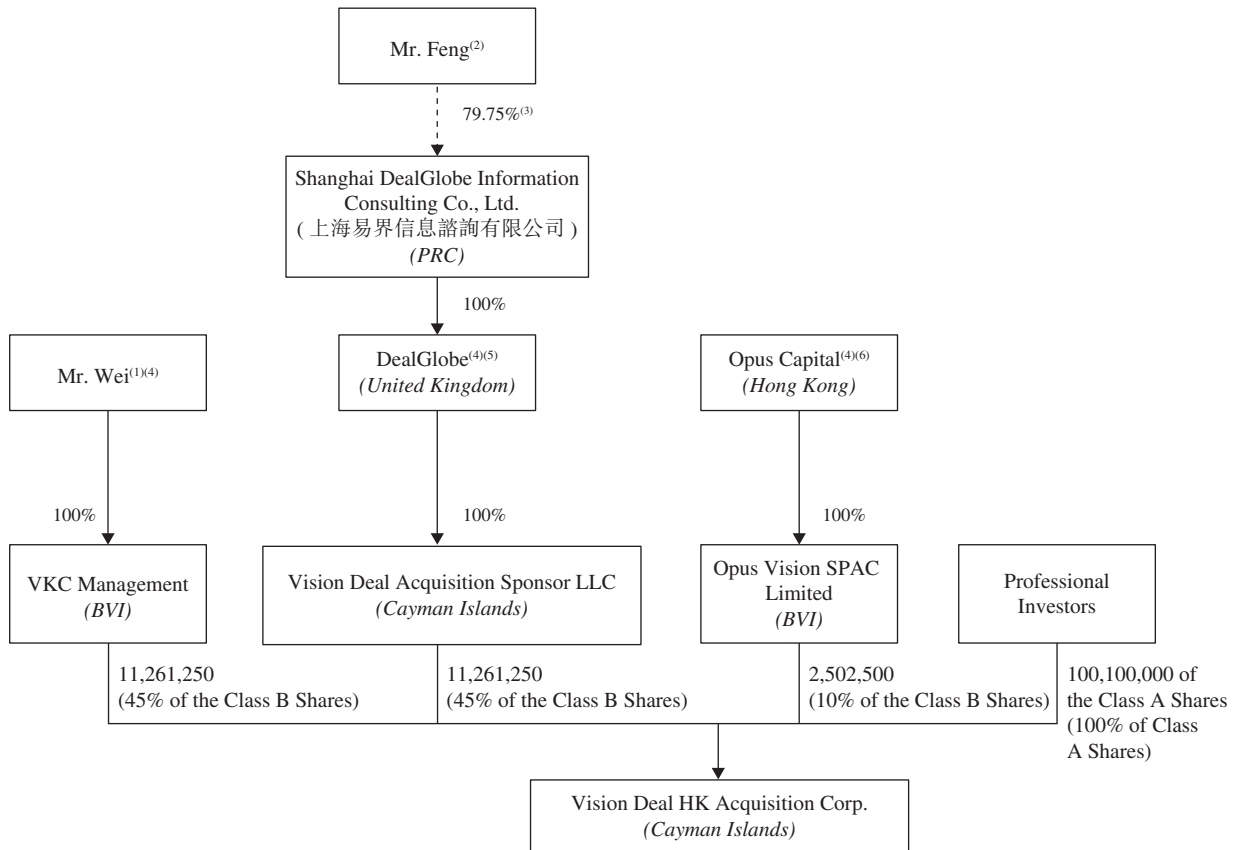 Mr. Feng(2)
79.75%(3)
Shanghai DealGlobe Information
Consulting Co., Ltd.
(上海易界信息諮詢有限公司)
(PRC)
100%
Mr. Wei(1)(4)
DealGlobe(4)(5)
(United Kingdom)
Opus Capital(4)(6)
(Hong Kong)
100%
100%
100%
VKC Management
(BVI)
Vision Deal Acquisition Sponsor LLC
(Cayman Islands)
Opus Vision SPAC
Limited
(BVI)
Professional
Investors
11,261,250
(45% of the Class B Shares)
11,261,250
(45% of the Class B Shares)
2,502,500
(10% of the Class B Shares)
100,100,000 of
the Class A Shares
(100% of Class
A Shares)
Vision Deal HK Acquisition Corp.
(Cayman Islands)